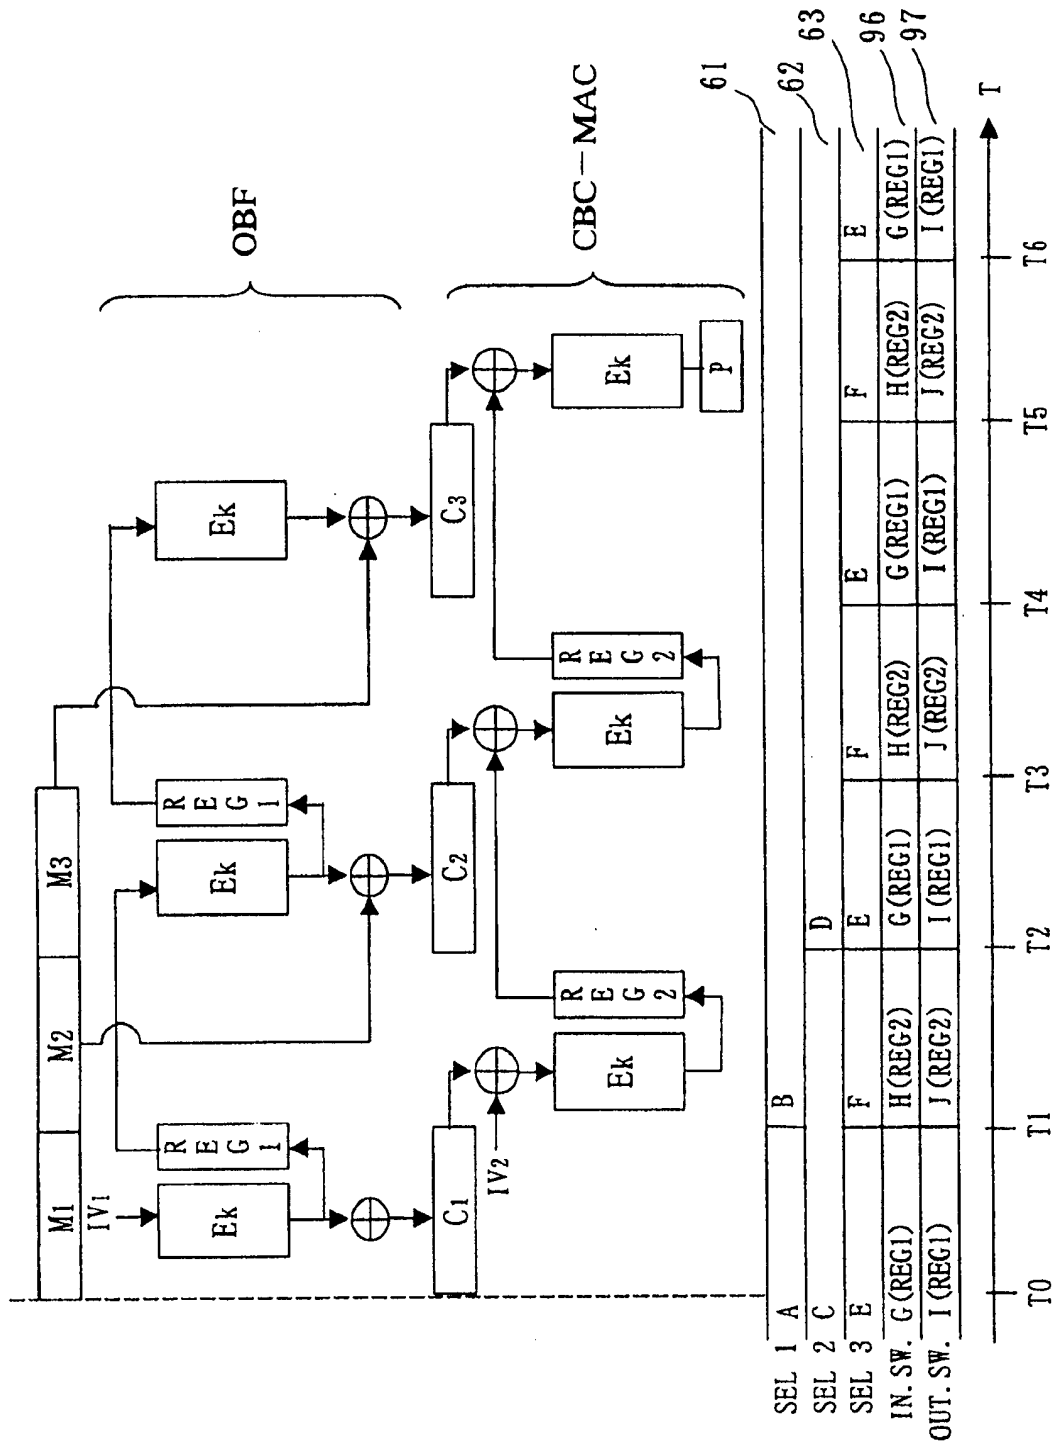 M1 M2 M3
IV1
Ek REG1 Ek REG1 Ek
OBF
C1 C2 C3
IV2
Ek REG2 Ek REG2 Ek
P
CBC-MAC
SEL 1 A B 61
SEL 2 C D 62
SEL 3 E F E F E F E 63
IN. SW. G(REG1) H(REG2) G(REG1) H(REG2) G(REG1) H(REG2) G(REG1) 96
OUT. SW. I(REG1) J(REG2) I(REG1) J(REG2) I(REG1) J(REG2) I(REG1) 97
T0 T1 T2 T3 T4 T5 T6 T